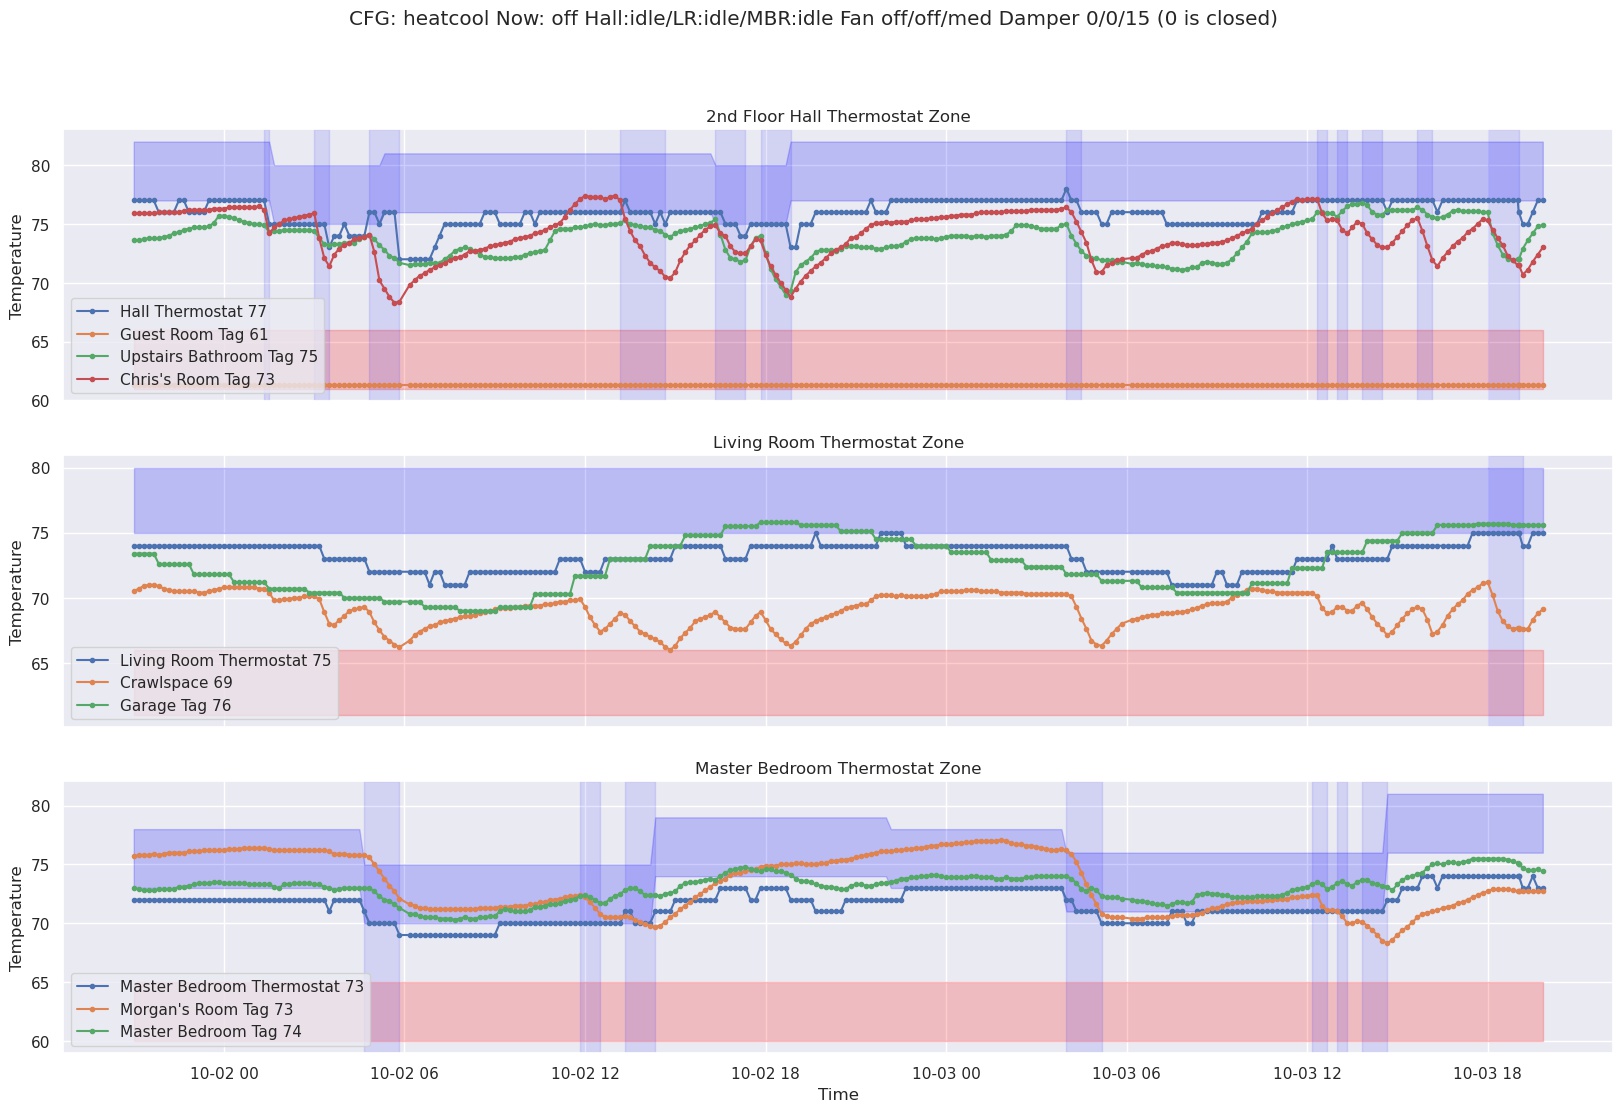 CFG: heatcool Now: off Hall:idle/LR:idle/MBR:idle Fan off/off/med Damper 0/0/15 (0 is closed)
2nd Floor Hall Thermostat Zone
Temperature
80
75
70
65
60
Hall Thermostat 77
Guest Room Tag 61
Upstairs Bathroom Tag 75
Chris's Room Tag 73
Living Room Thermostat Zone
Temperature
80
75
70
65
Living Room Thermostat 75
Crawlspace 69
Garage Tag 76
Master Bedroom Thermostat Zone
Temperature
80
75
70
65
60
Master Bedroom Thermostat 73
Morgan's Room Tag 73
Master Bedroom Tag 74
10-02 00 10-02 06 10-02 12 10-02 18 10-03 00 10-03 06 10-03 12 10-03 18
Time